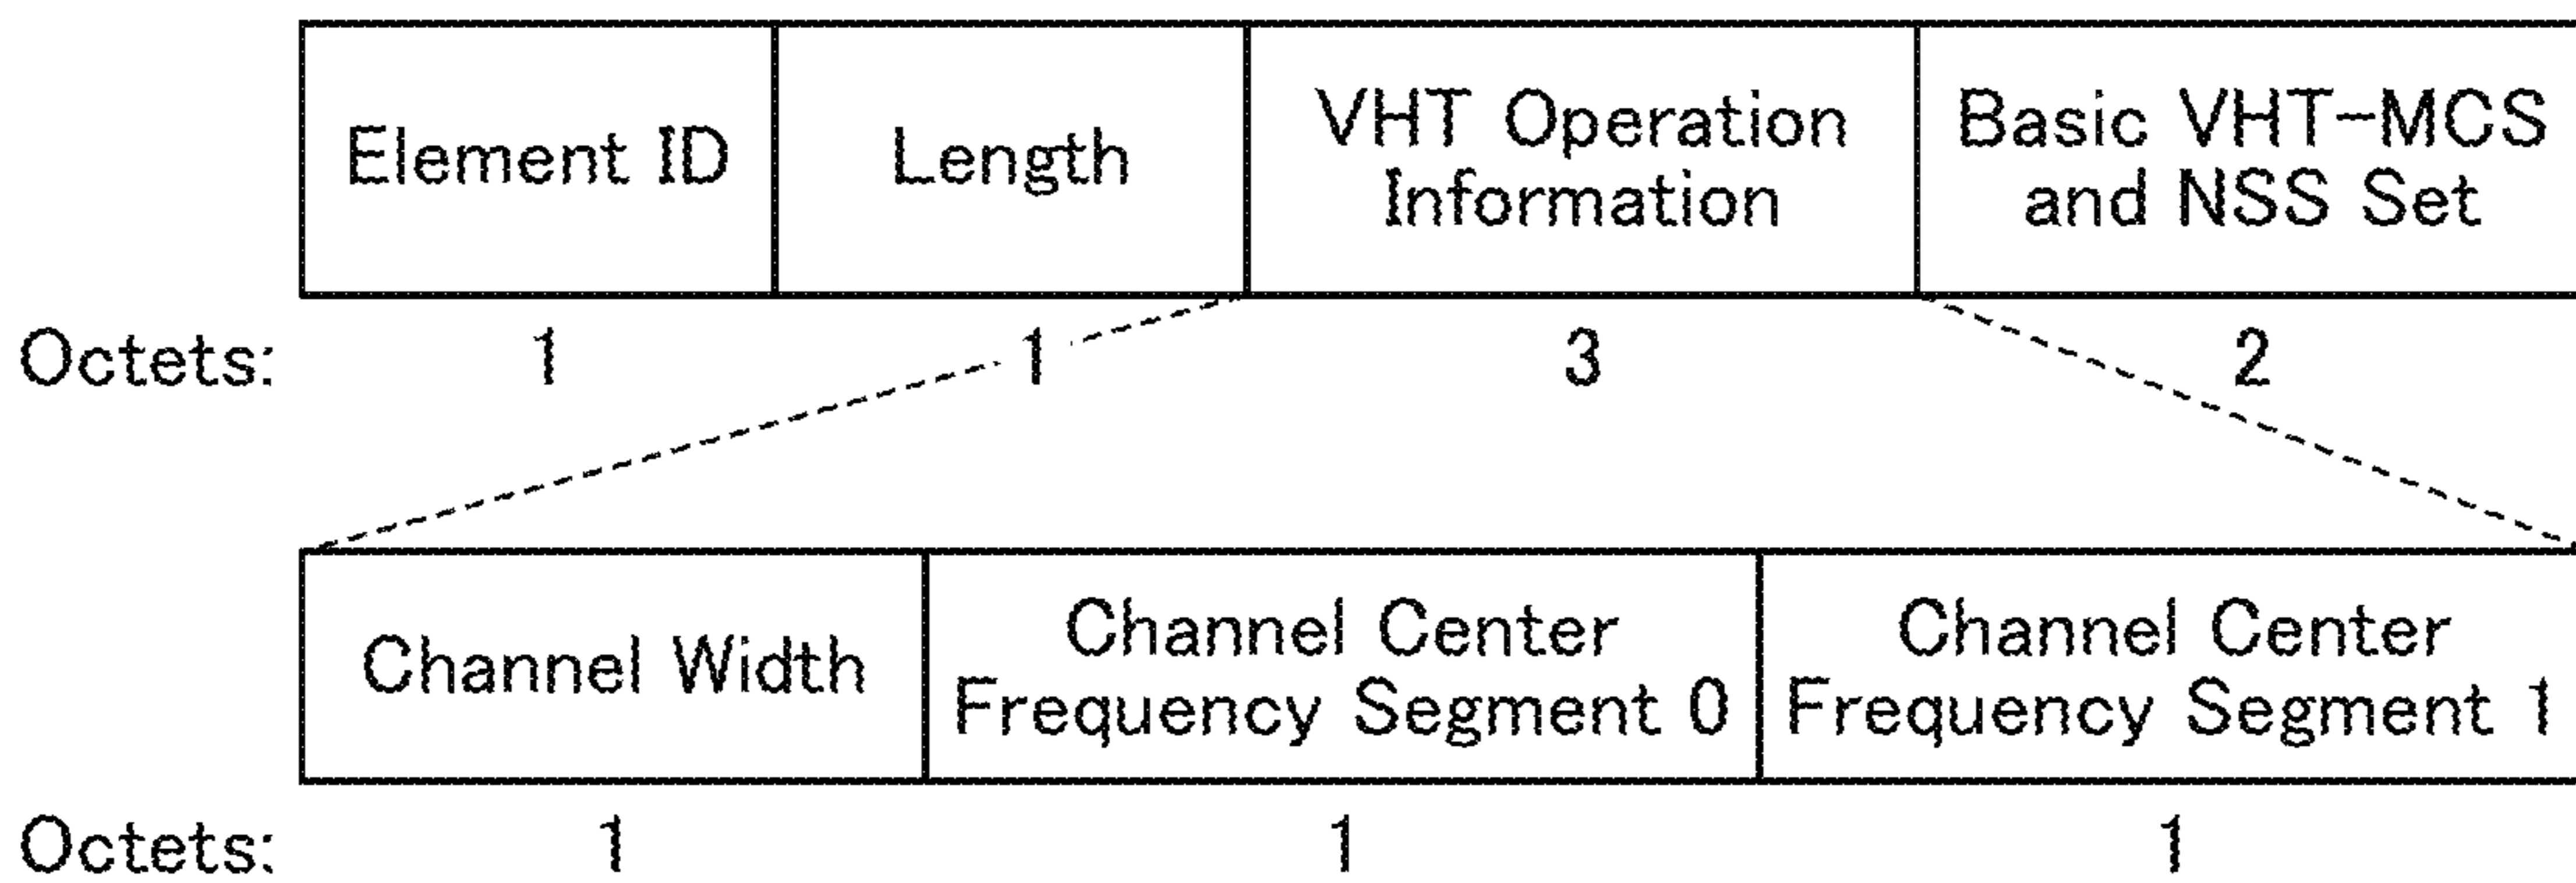 Element ID
Length
VHT Operation
Information
Basic VHT-MCS
and NSS Set
Octets:
1
1
3
2
Channel Width
Channel Center
Frequency Segment 0
Channel Center
Frequency Segment 1
Octets:
1
1
1